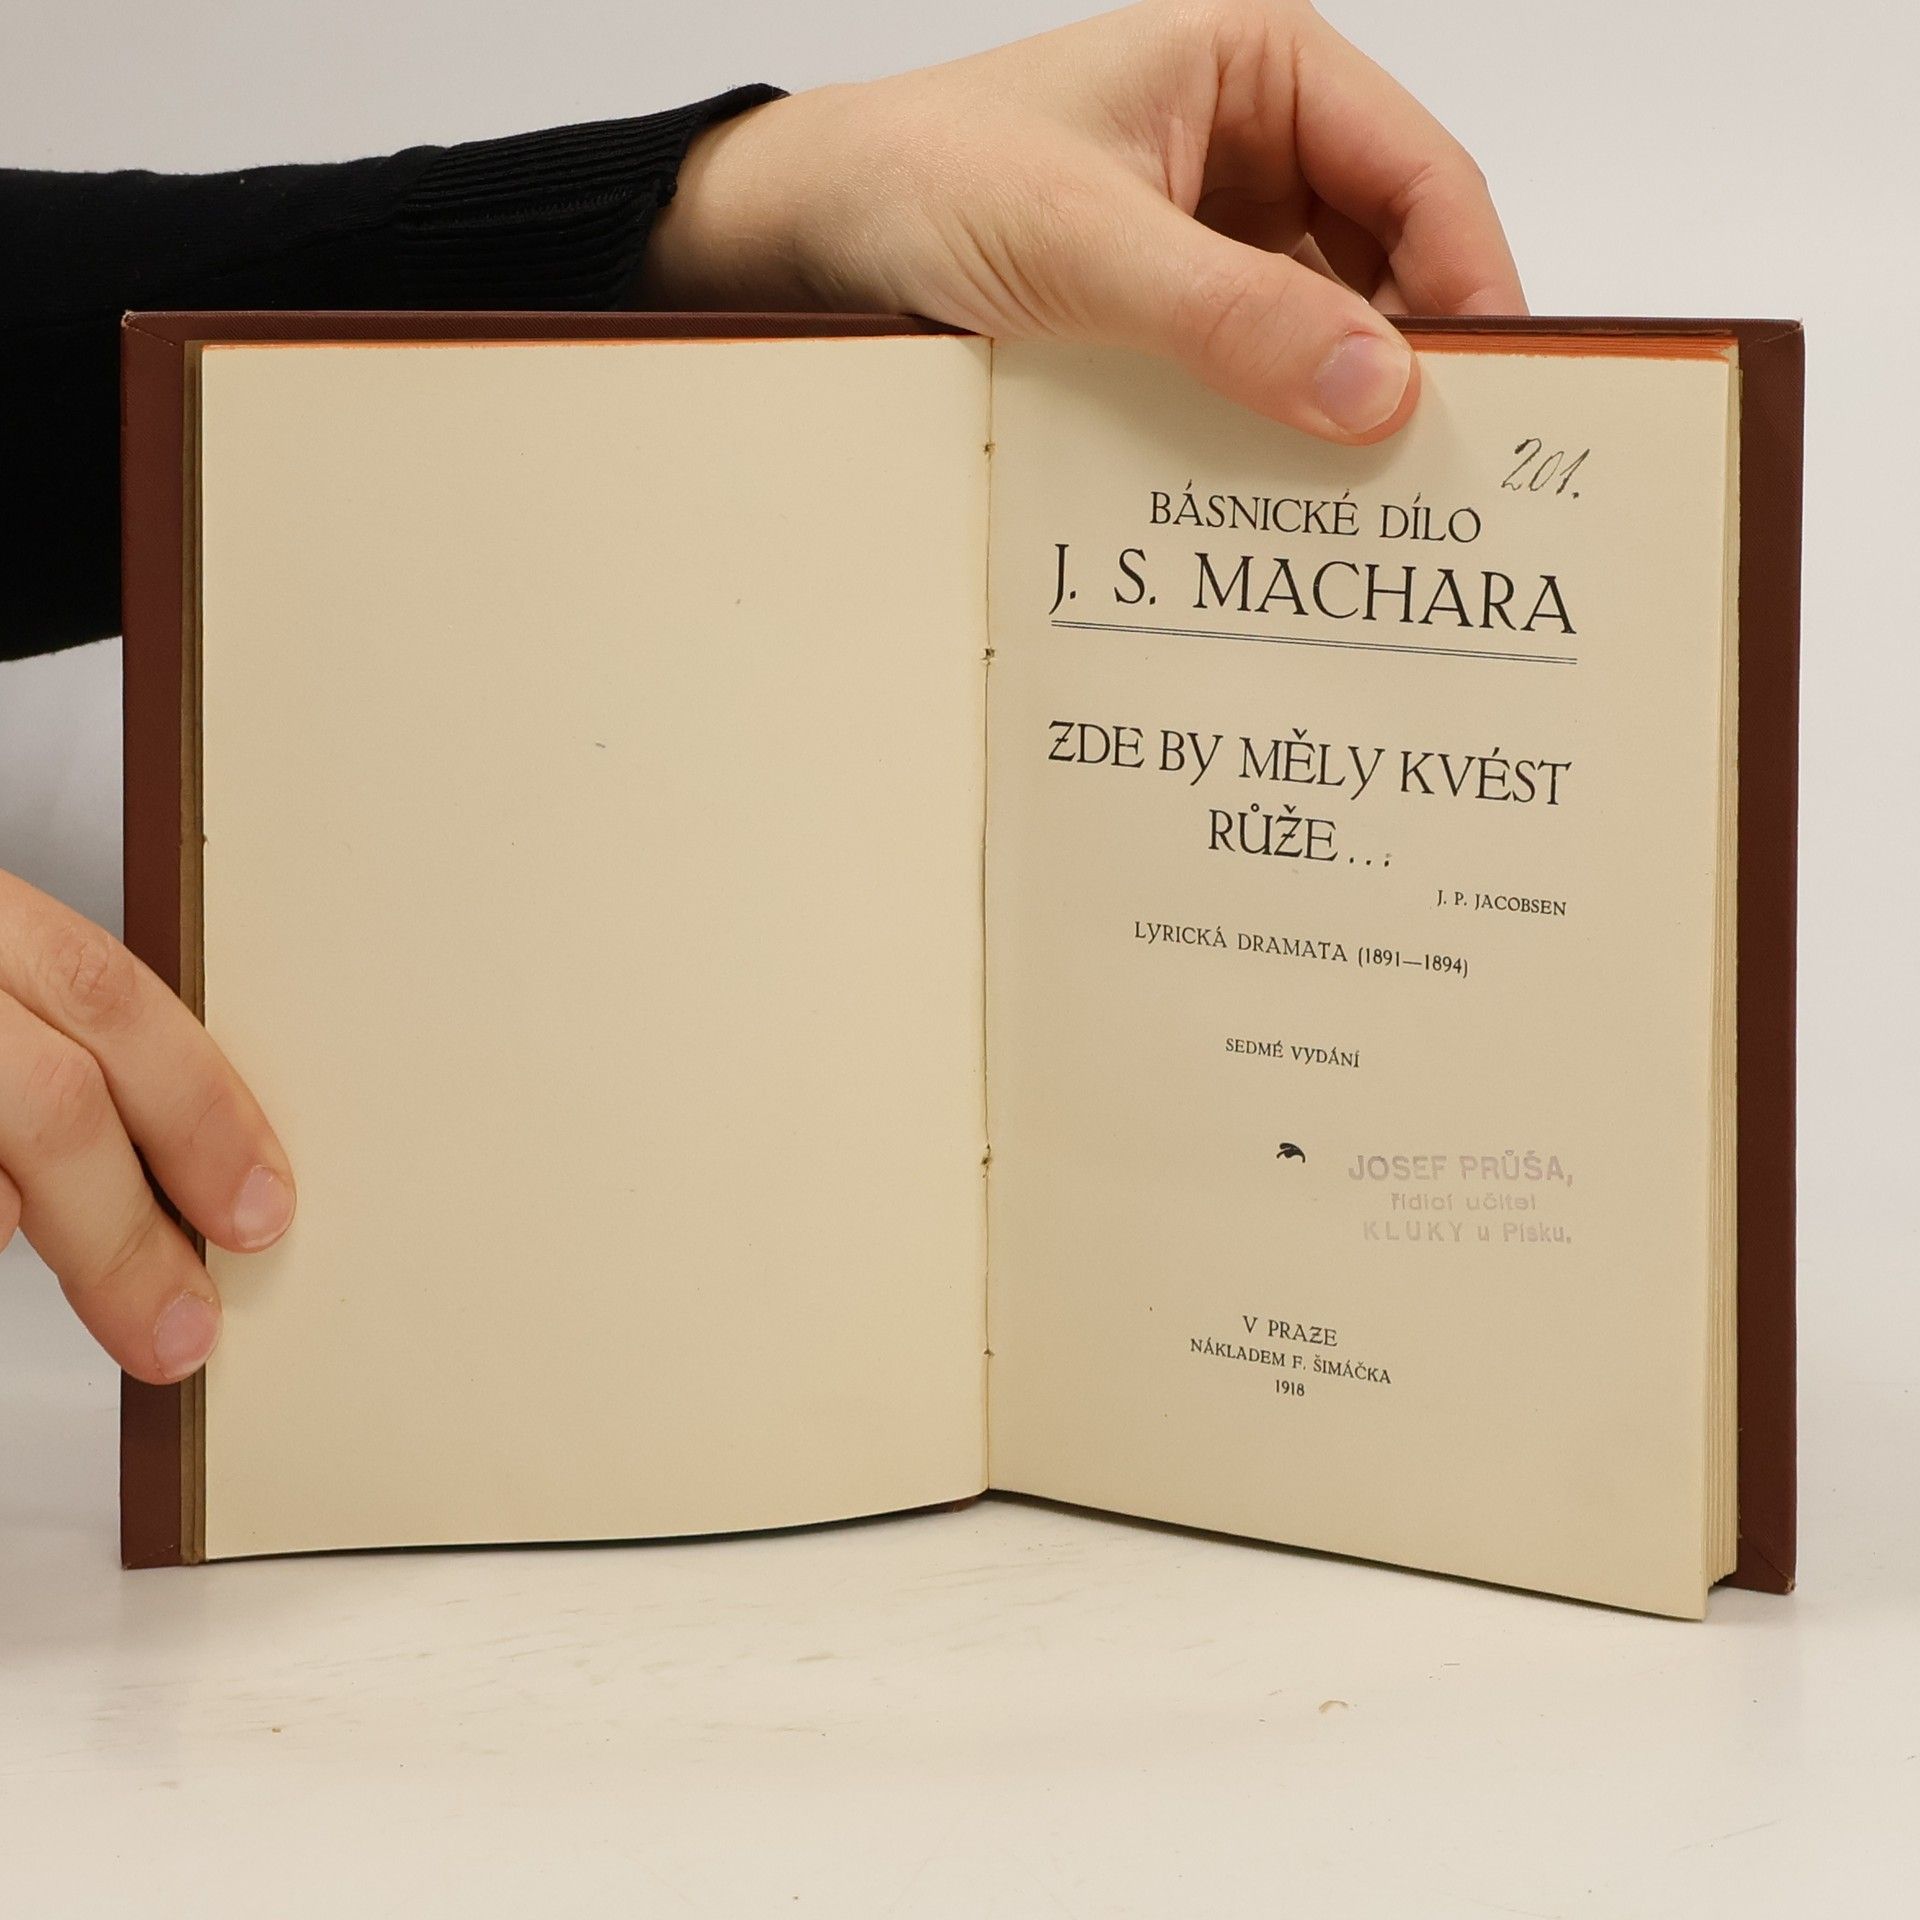 201.
BÁSNICKÉ DÍLO
J. S. MACHARA
ZDE BY MĚLY KVÉST
RŮŽE...
J. P. JACOBSEN
LYRICKÁ DRAMATA (1891—1894)
SEDMÉ VYDÁNÍ
JOSEF PRŮŠA,
řídicí učitel
KLUKY u Písku.
V PRAZE
NÁKLADEM F. ŠIMÁČKA
1918